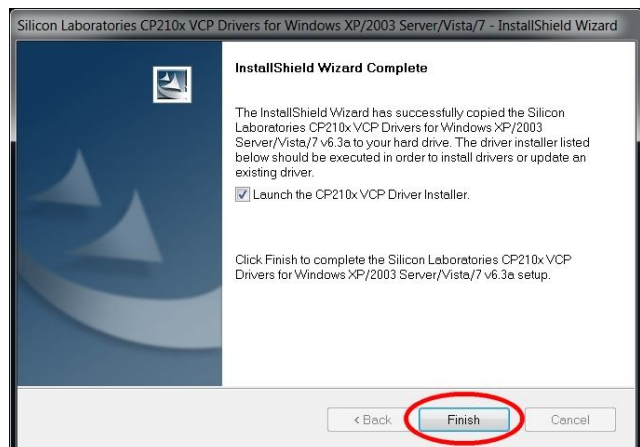 Silicon Laboratories CP210x VCP Drivers for Windows XP/2003 Server/Vista/7 - InstallShield Wizard
InstallShield Wizard Complete
The InstallShield Wizard has successfully copied the Silicon
Laboratories CP210x VCP Drivers for Windows XP/2003
Server/Vista/7 v6.3a to your hard drive. The driver installer listed
below should be executed in order to install drivers or update an
existing driver.
Launch the CP210x VCP Driver Installer.
Click Finish to complete the Silicon Laboratories CP210x VCP
Drivers for Windows XP/2003 Server/Vista/7 v6.3a setup.
< Back
Finish
Cancel